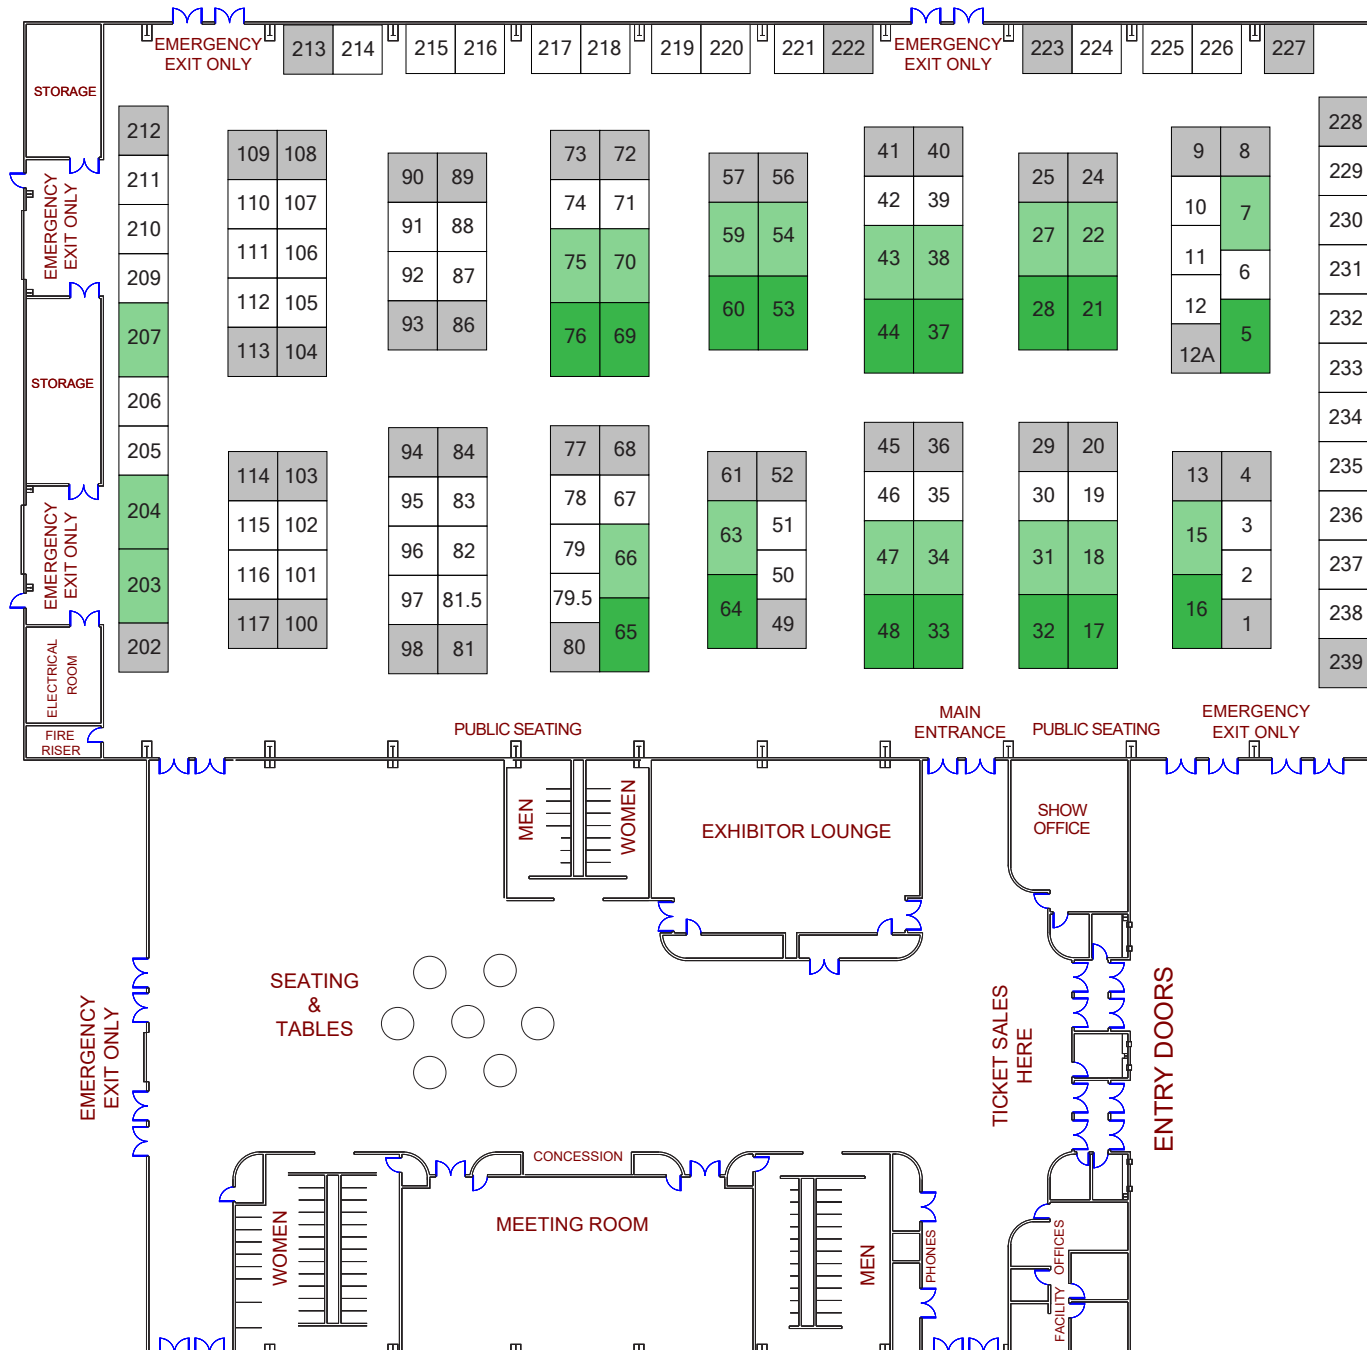 EMERGENCY
EXIT ONLY
213 214 215 216 217 218 219 220 221 222
EMERGENCY
EXIT ONLY
223 224 225 226 227
STORAGE
EMERGENCY
EXIT ONLY
STORAGE
EMERGENCY
EXIT ONLY
ELECTRICAL
ROOM
FIRE
RISER
212
211
210
209
207
206
205
204
203
202
109 108
110 107
111 106
112 105
113 104
90 89
91 88
92 87
93 86
73 72
74 71
75 70
76 69
57 56
59 54
60 53
41 40
42 39
43 38
44 37
25 24
27 22
28 21
9 8
10 7
11 6
12 5
12A
114 103
115 102
116 101
117 100
94 84
95 83
96 82
97 81.5
98 81
77 68
78 67
79 66
79.5 65
80
61 52
63 51
64 50
49
45 36
46 35
47 34
48 33
29 20
30 19
31 18
32 17
13 4
15 3
16 2
1
228
229
230
231
232
233
234
235
236
237
238
239
PUBLIC SEATING
MAIN
ENTRANCE
PUBLIC SEATING
EMERGENCY
EXIT ONLY
MEN
WOMEN
EXHIBITOR LOUNGE
SHOW
OFFICE
SEATING
&
TABLES
EMERGENCY
EXIT ONLY
TICKET SALES
HERE
ENTRY DOORS
CONCESSION
WOMEN
MEETING ROOM
MEN
PHONES
FACILITY OFFICES